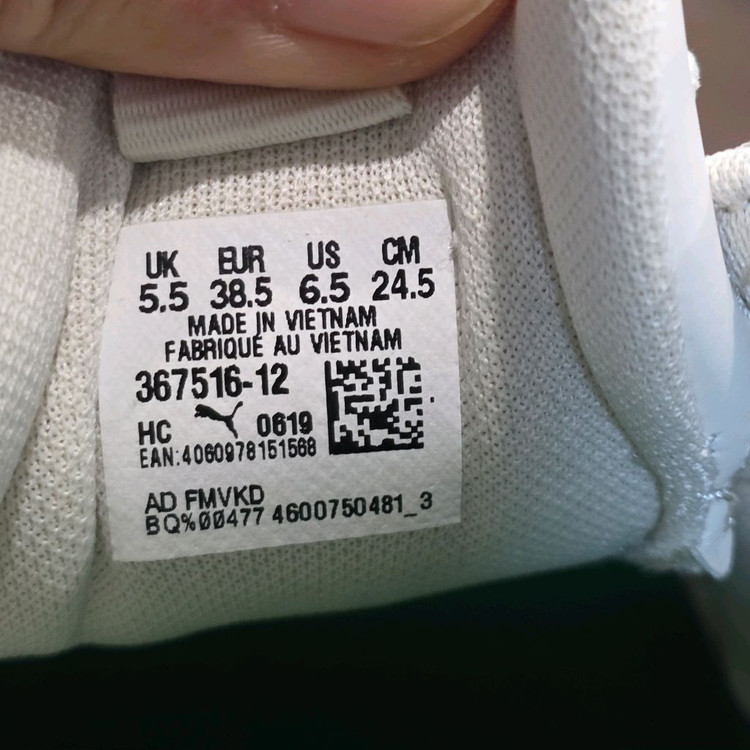 UK EUR US CM
5.5 38.5 6.5 24.5
MADE IN VIETNAM
FABRIQUÉ AU VIETNAM
367516-12
HC 0619
EAN:4060978151568
AD FMVKD
BQ%00477 4600750481_3